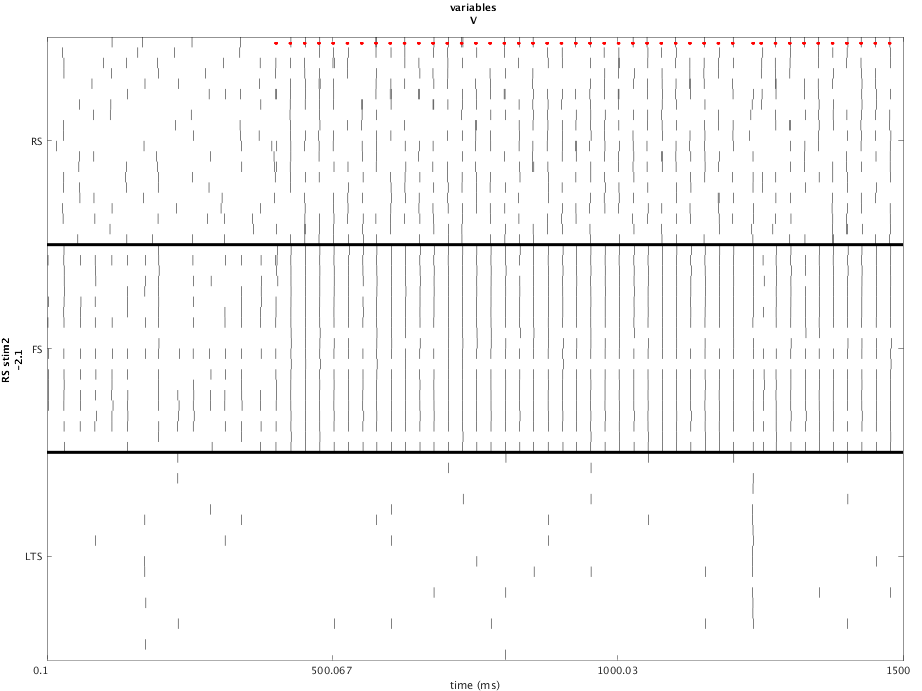 variables
V
RS
FS
LTS
RS stim2
-2.1
0.1
500.067
1000.03
1500
time (ms)